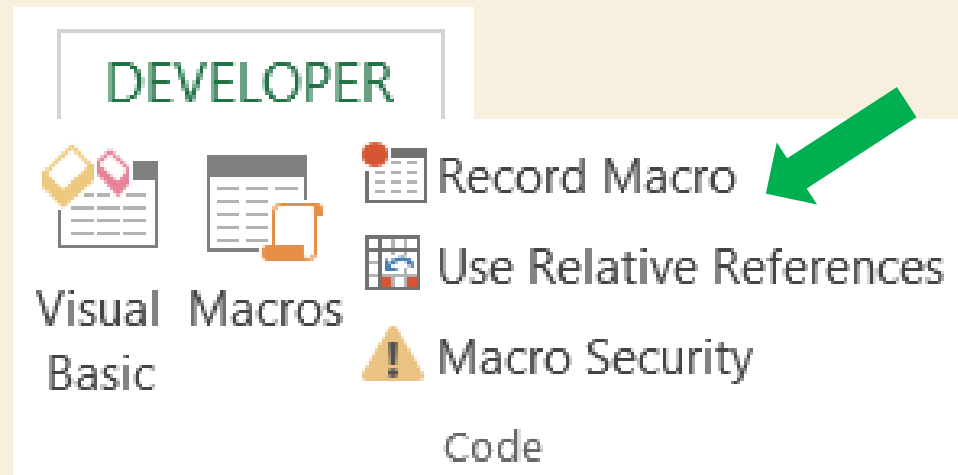 DEVELOPER
Record Macro
Use Relative References
Macro Security
Visual Basic
Macros
Code